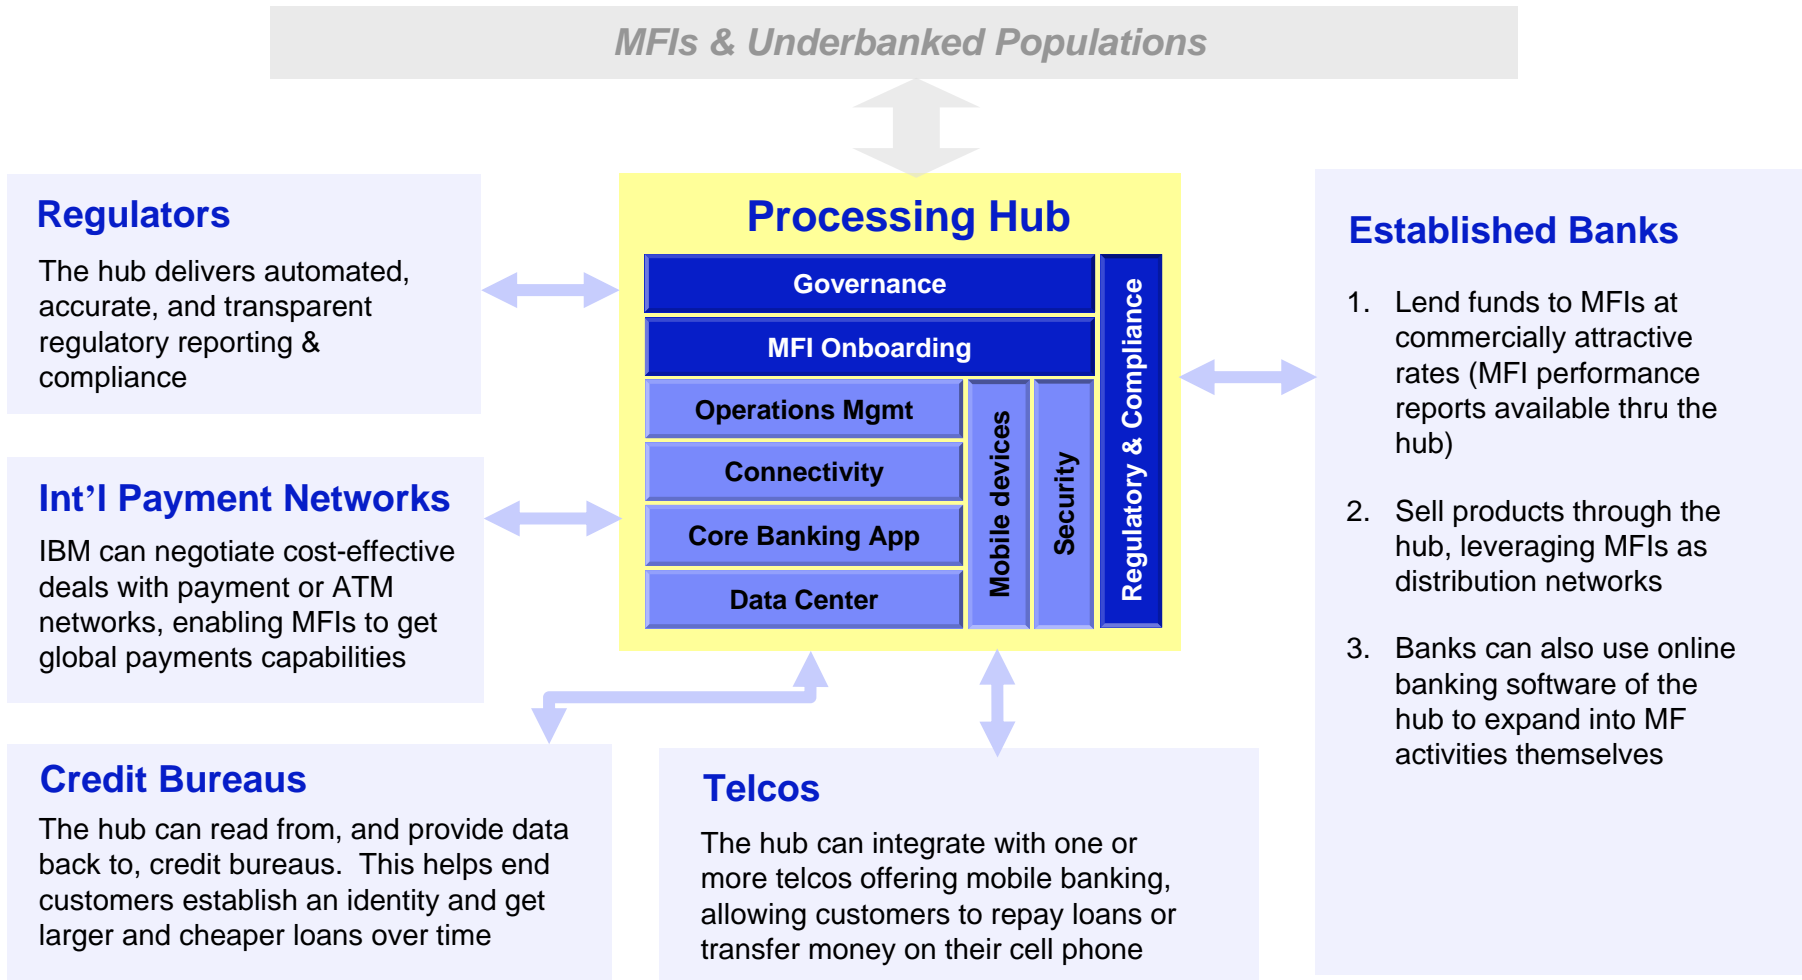 MFIs & Underbanked Populations
Regulators
The hub delivers automated,
accurate, and transparent
regulatory reporting &
compliance
Int’l Payment Networks
IBM can negotiate cost-effective
deals with payment or ATM
networks, enabling MFIs to get
global payments capabilities
Processing Hub
Governance
MFI Onboarding
Operations Mgmt
Connectivity
Core Banking App
Data Center
Mobile devices
Security
Regulatory & Compliance
Established Banks
1. Lend funds to MFIs at
commercially attractive
rates (MFI performance
reports available thru the
hub)
2. Sell products through the
hub, leveraging MFIs as
distribution networks
3. Banks can also use online
banking software of the
hub to expand into MF
activities themselves
Credit Bureaus
The hub can read from, and provide data
back to, credit bureaus.  This helps end
customers establish an identity and get
larger and cheaper loans over time
Telcos
The hub can integrate with one or
more telcos offering mobile banking,
allowing customers to repay loans or
transfer money on their cell phone